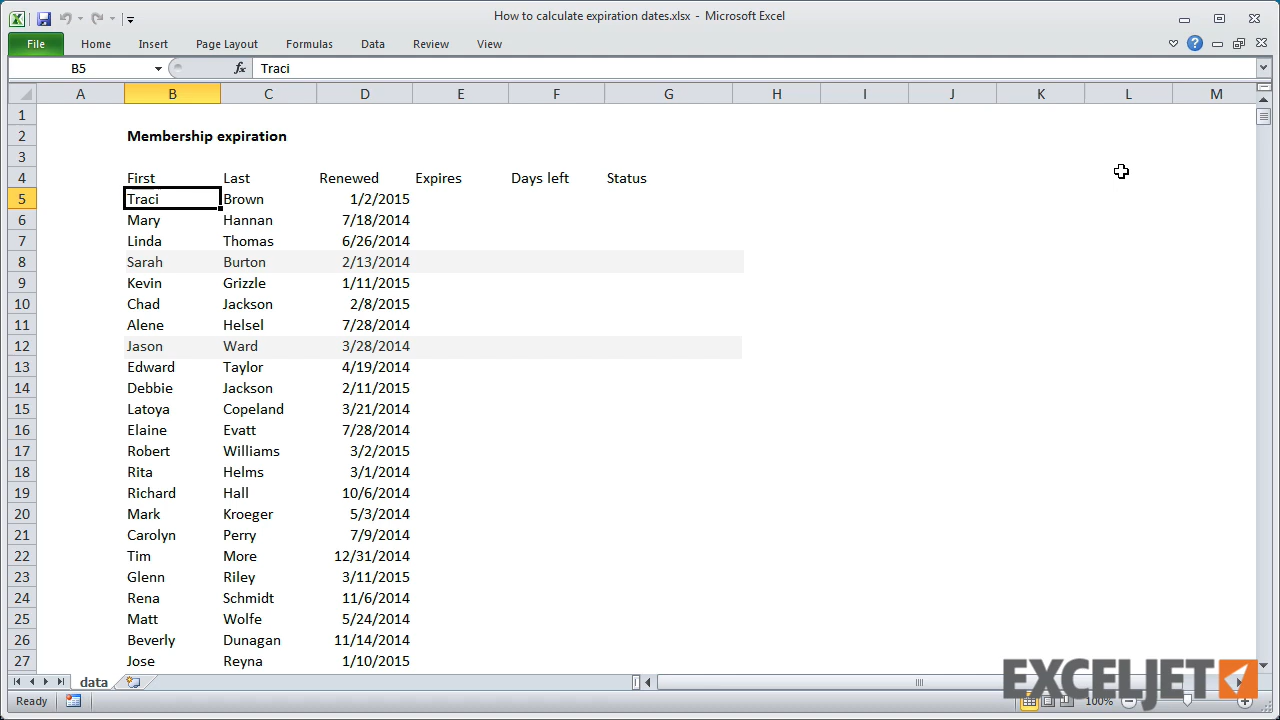 How to calculate expiration dates.xlsx - Microsoft Excel
File Home Insert Page Layout Formulas Data Review View
B5 fx Traci
A B C D E F G H I J K L M
1
2 Membership expiration
3
4 First Last Renewed Expires Days left Status
5 Traci Brown 1/2/2015
6 Mary Hannan 7/18/2014
7 Linda Thomas 6/26/2014
8 Sarah Burton 2/13/2014
9 Kevin Grizzle 1/11/2015
10 Chad Jackson 2/8/2015
11 Alene Helsel 7/28/2014
12 Jason Ward 3/28/2014
13 Edward Taylor 4/19/2014
14 Debbie Jackson 2/11/2015
15 Latoya Copeland 3/21/2014
16 Elaine Evatt 7/28/2014
17 Robert Williams 3/2/2015
18 Rita Helms 3/1/2014
19 Richard Hall 10/6/2014
20 Mark Kroeger 5/3/2014
21 Carolyn Perry 7/9/2014
22 Tim More 12/31/2014
23 Glenn Riley 3/11/2015
24 Rena Schmidt 11/6/2014
25 Matt Wolfe 5/24/2014
26 Beverly Dunagan 11/14/2014
27 Jose Reyna 1/10/2015
data
EXCELJET
Ready 100%